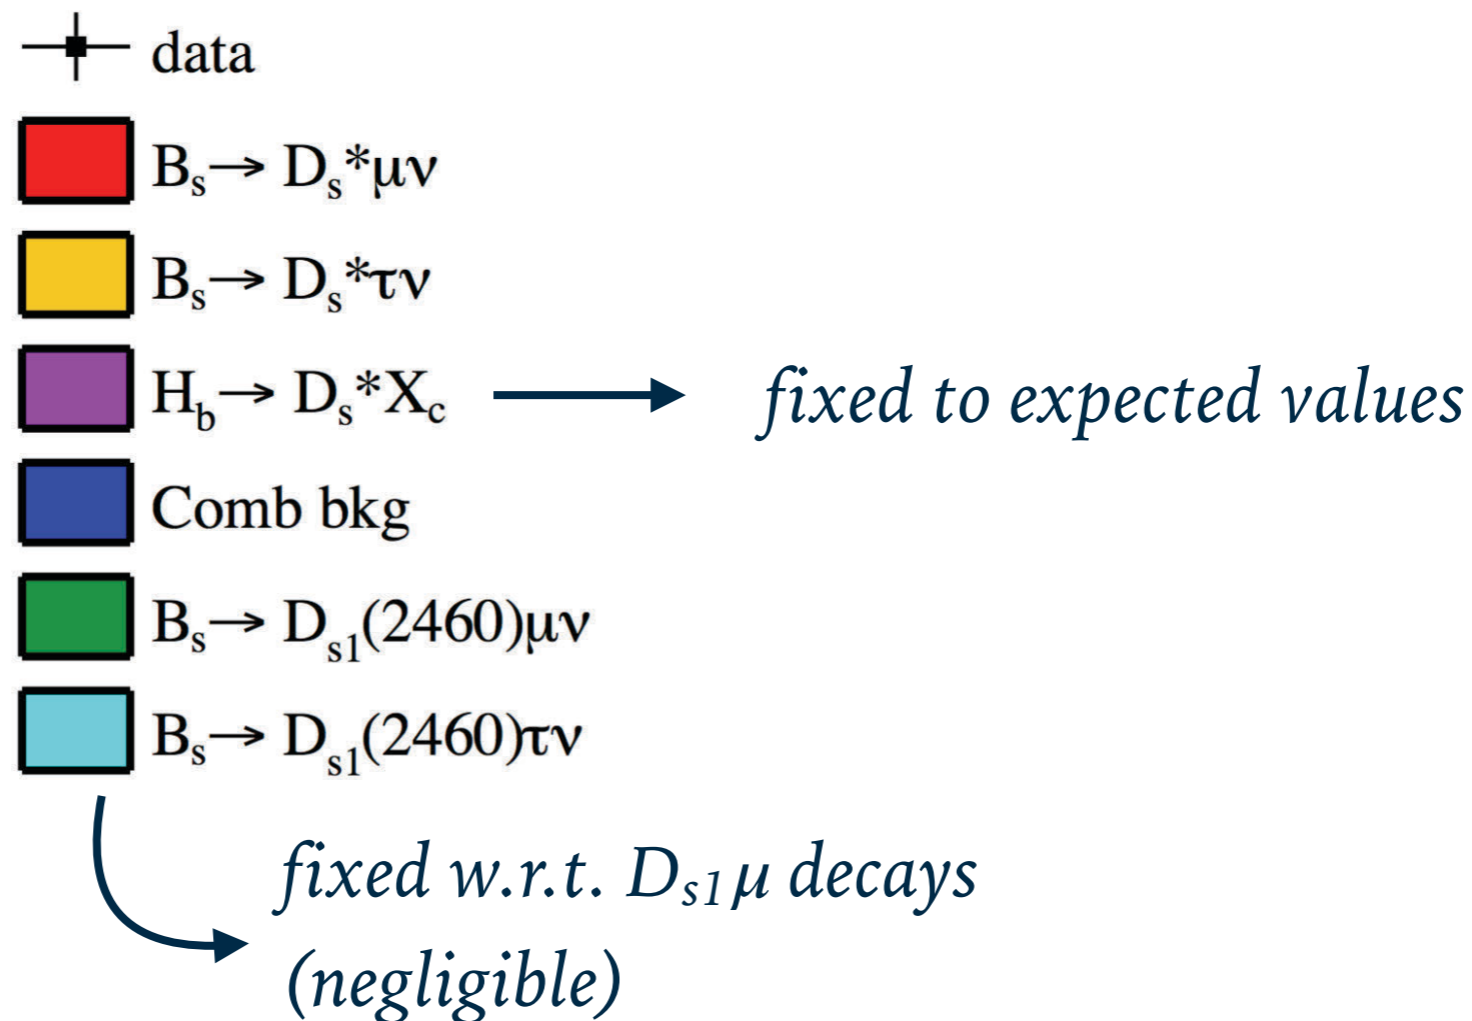 data
Bs→ Ds*μν
Bs→ Ds*τν
Hb→ Ds*Xc fixed to expected values
Comb bkg
Bs→ Ds1(2460)μν
Bs→ Ds1(2460)τν
fixed w.r.t. Ds1μ decays
(negligible)